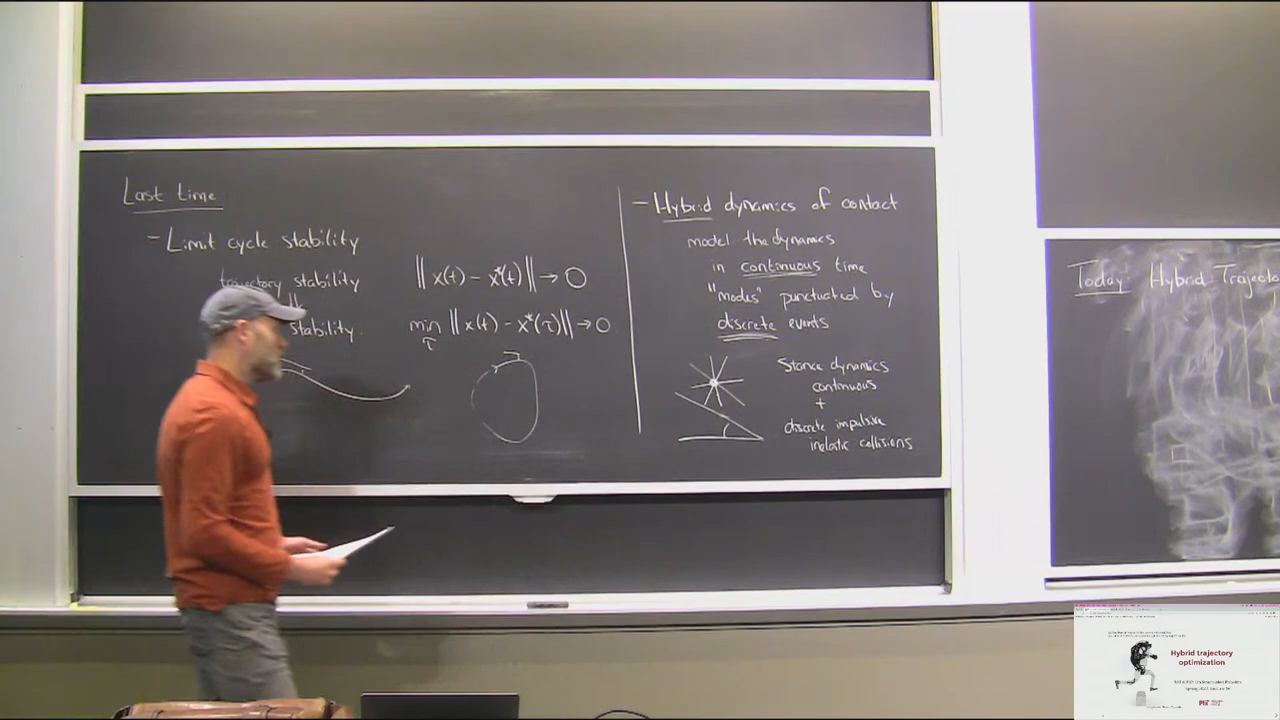 Last time
- Limit cycle stability
trajectory stability
|| x(t) - x*(t) || → 0
stability.
min || x(t) - x*(τ) || → 0
τ
- Hybrid dynamics of contact
model the dynamics
in continuous time
"modes" punctuated by
discrete events
Stance dynamics
continuous
+
discrete impulsive
inelastic collisions
Today: Hybrid Trajecto
Hybrid trajectory
optimization